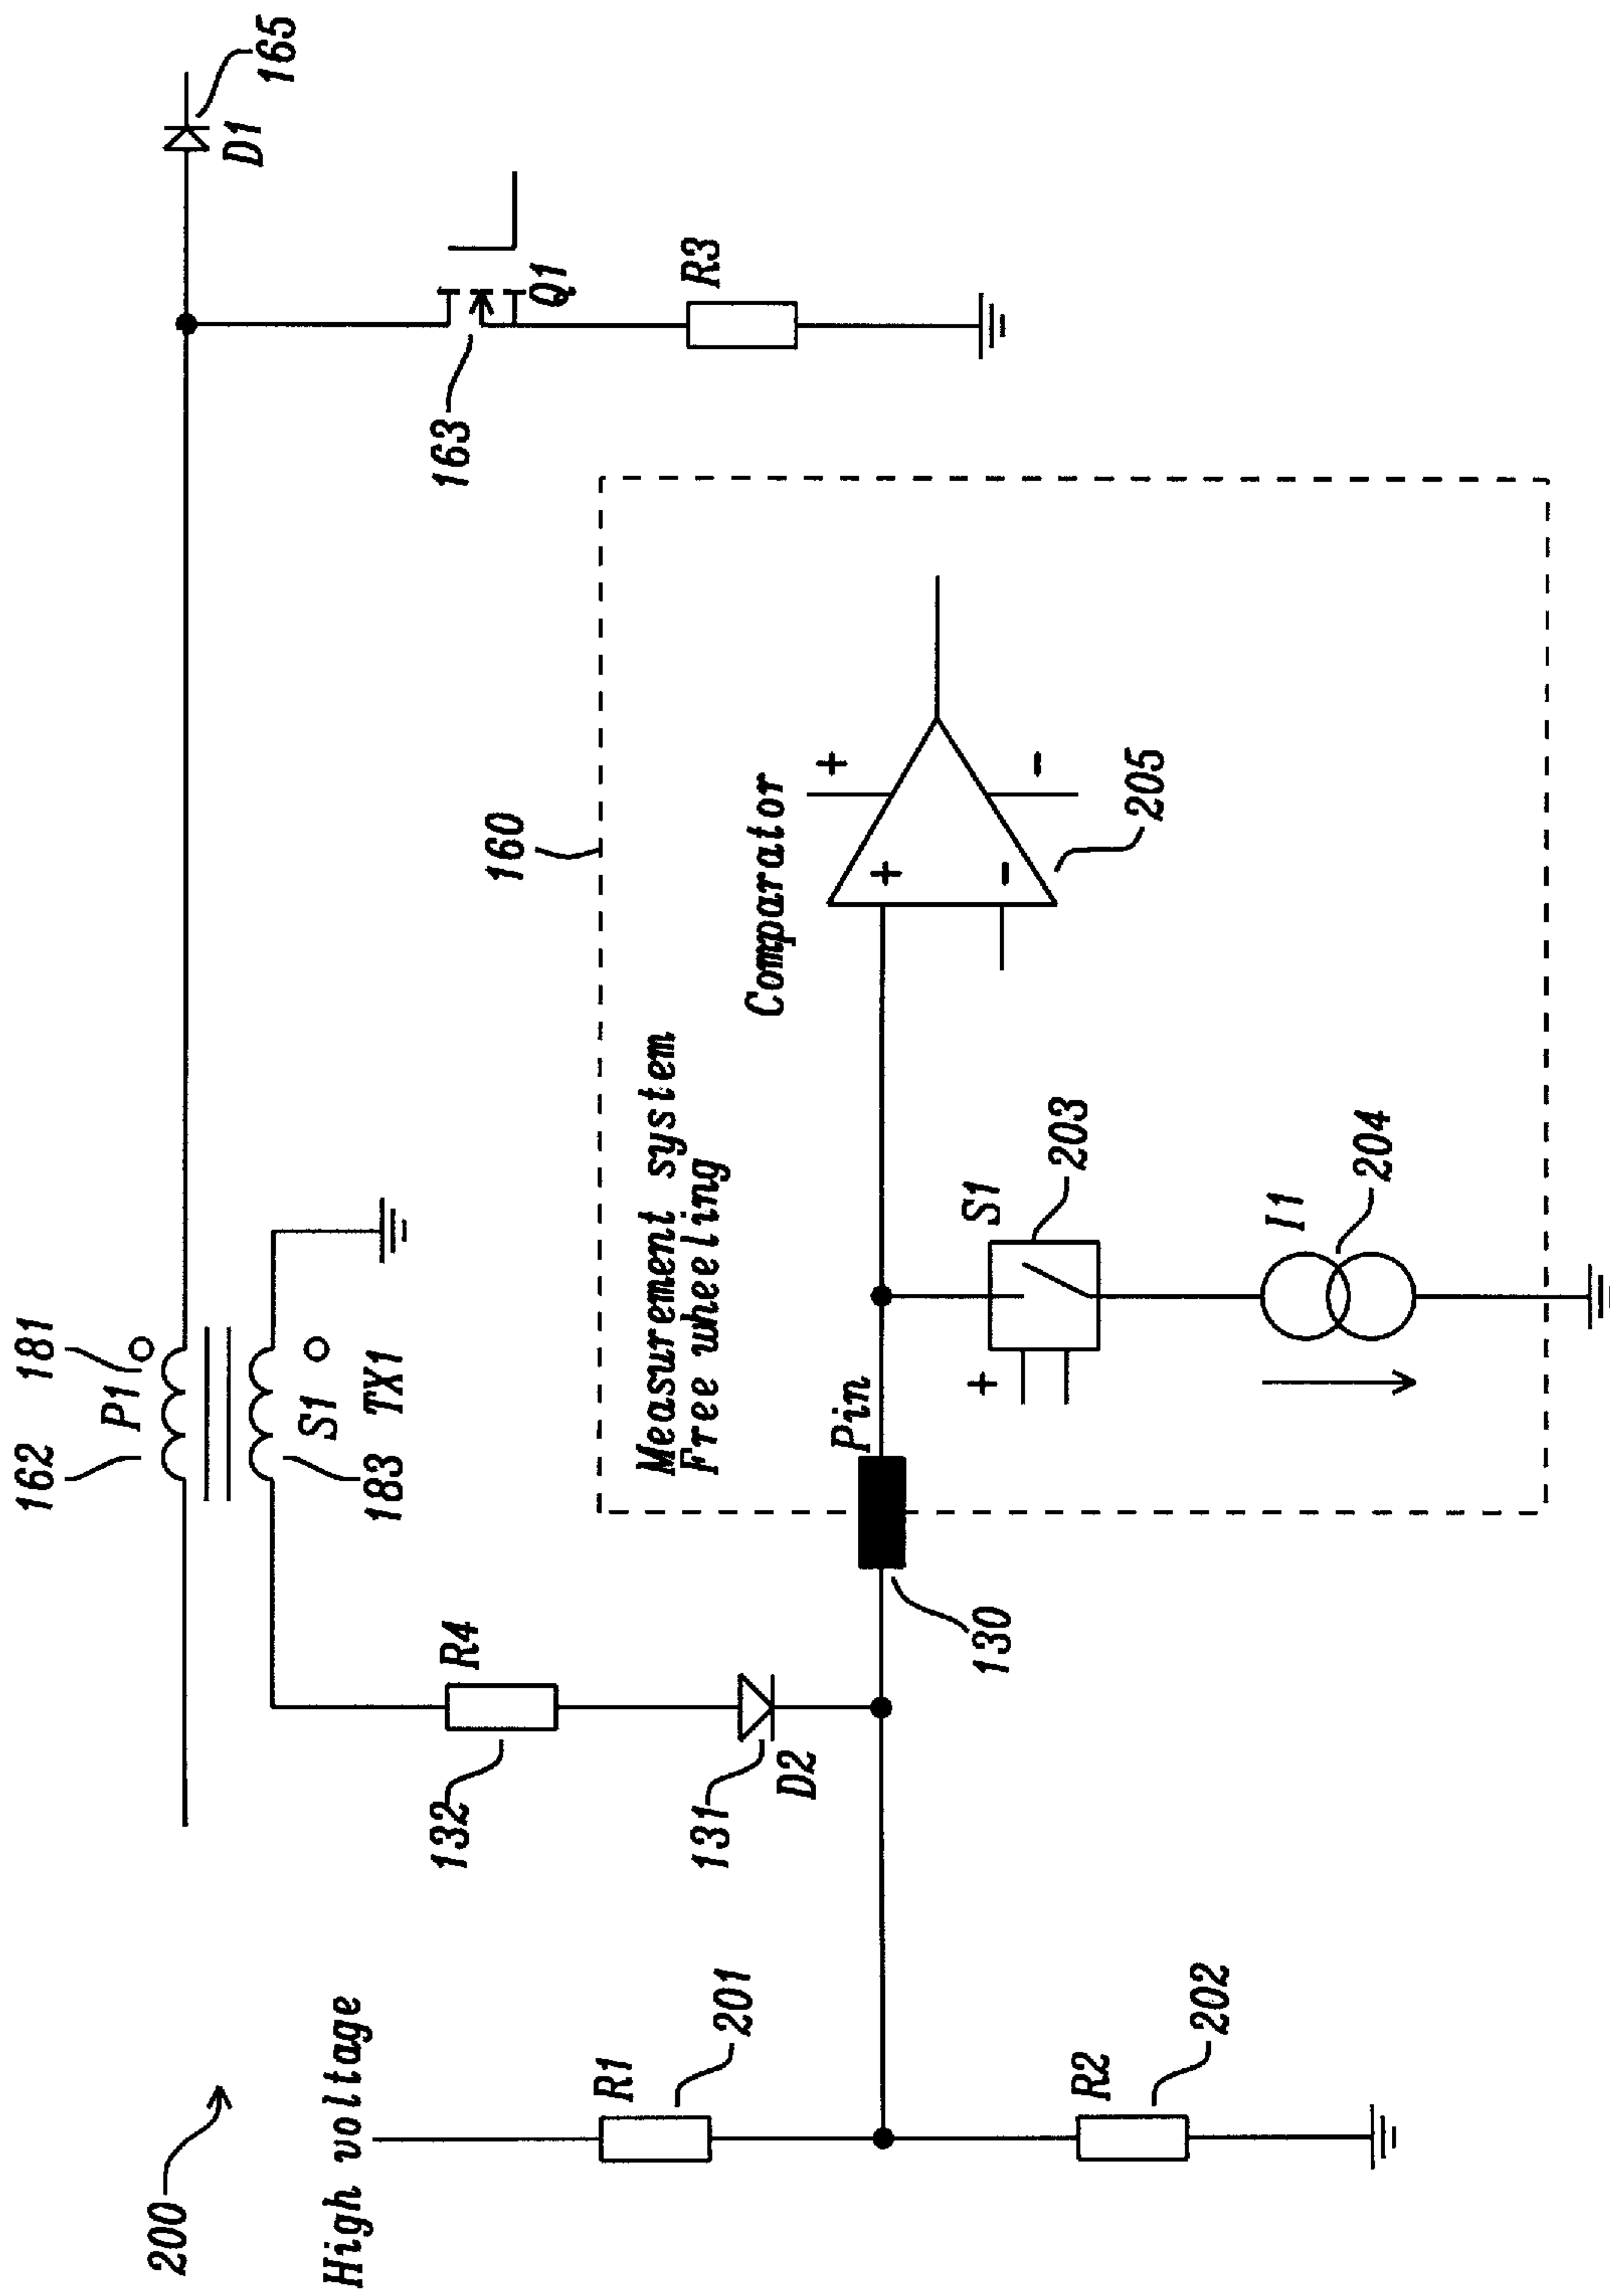 200
High voltage
R1
201
R2
202
162
P1
181
S1
183
TX1
R4
132
131
D2
130
Pin
Measurement system
Free wheeling
160
Comparator
+
-
+
-
205
+
S1
203
I1
204
D1
165
163
Q1
R3